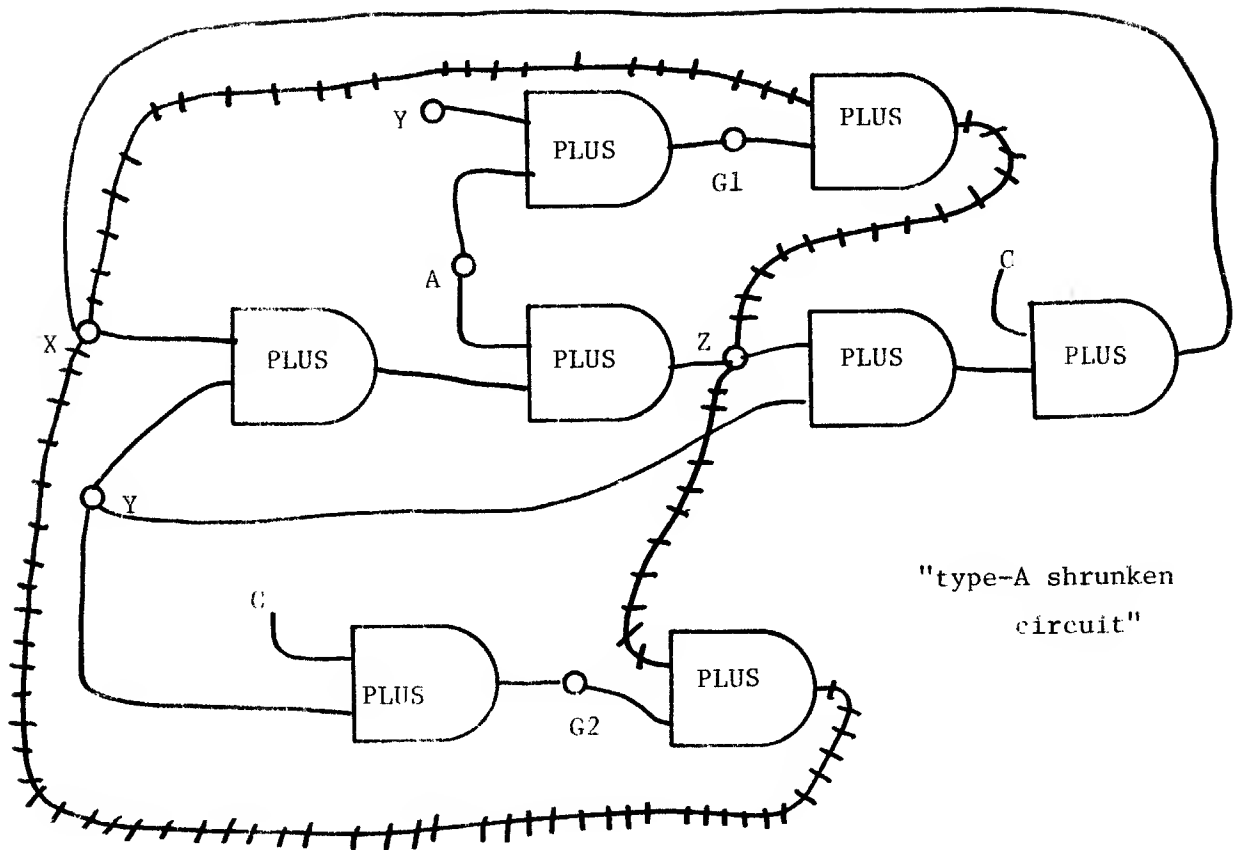 PLUS
Y
PLUS
G1
C
A
X
PLUS
PLUS
Z
PLUS
PLUS
Y
"type-A shrunken
circuit"
C
PLUS
PLUS
G2